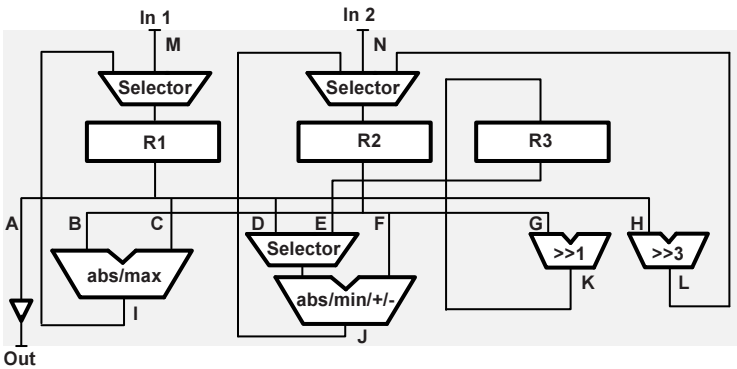 In 1
In 2
M
N
Selector
Selector
R1
R2
R3
A
B
C
D
E
F
G
H
Selector
abs/max
>>1
>>3
abs/min/+/-
I
J
K
L
Out